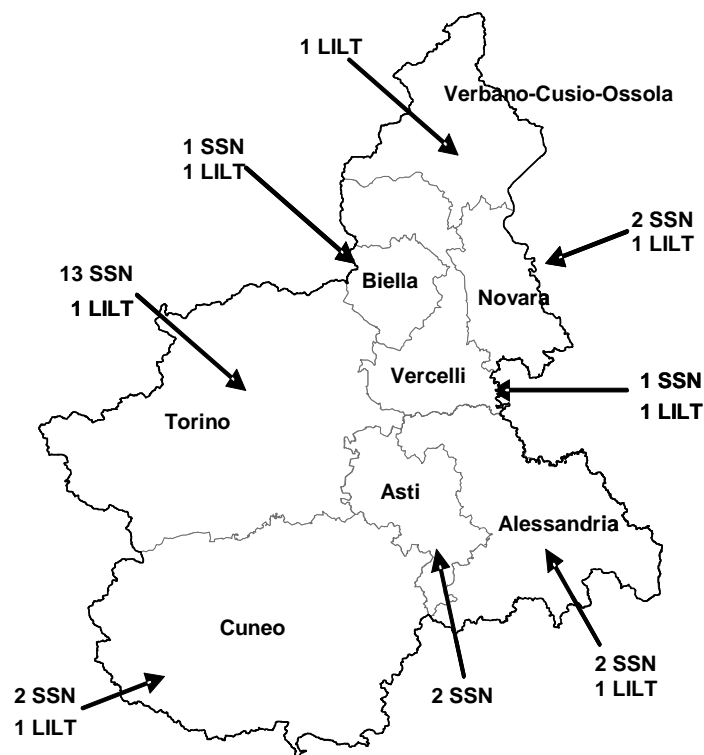 1 LILT
Verbano-Cusio-Ossola
1 SSN
1 LILT
2 SSN
1 LILT
13 SSN
1 LILT
Biella
Novara
Vercelli
1 SSN
1 LILT
Torino
Asti
Alessandria
Cuneo
2 SSN
1 LILT
2 SSN
2 SSN
1 LILT